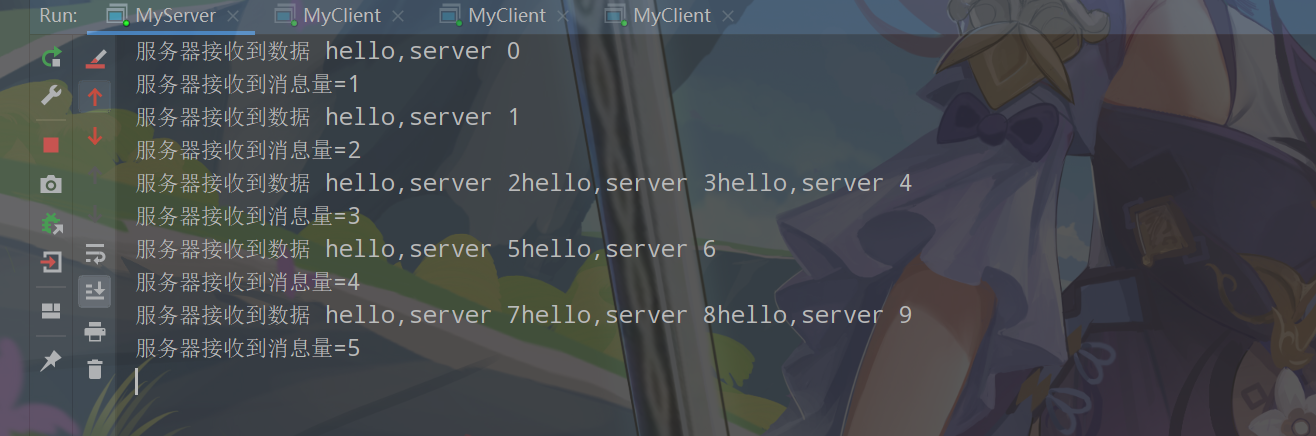 Run: MyServer MyClient MyClient MyClient
服务器接收到数据 hello,server 0
服务器接收到消息量=1
服务器接收到数据 hello,server 1
服务器接收到消息量=2
服务器接收到数据 hello,server 2hello,server 3hello,server 4
服务器接收到消息量=3
服务器接收到数据 hello,server 5hello,server 6
服务器接收到消息量=4
服务器接收到数据 hello,server 7hello,server 8hello,server 9
服务器接收到消息量=5